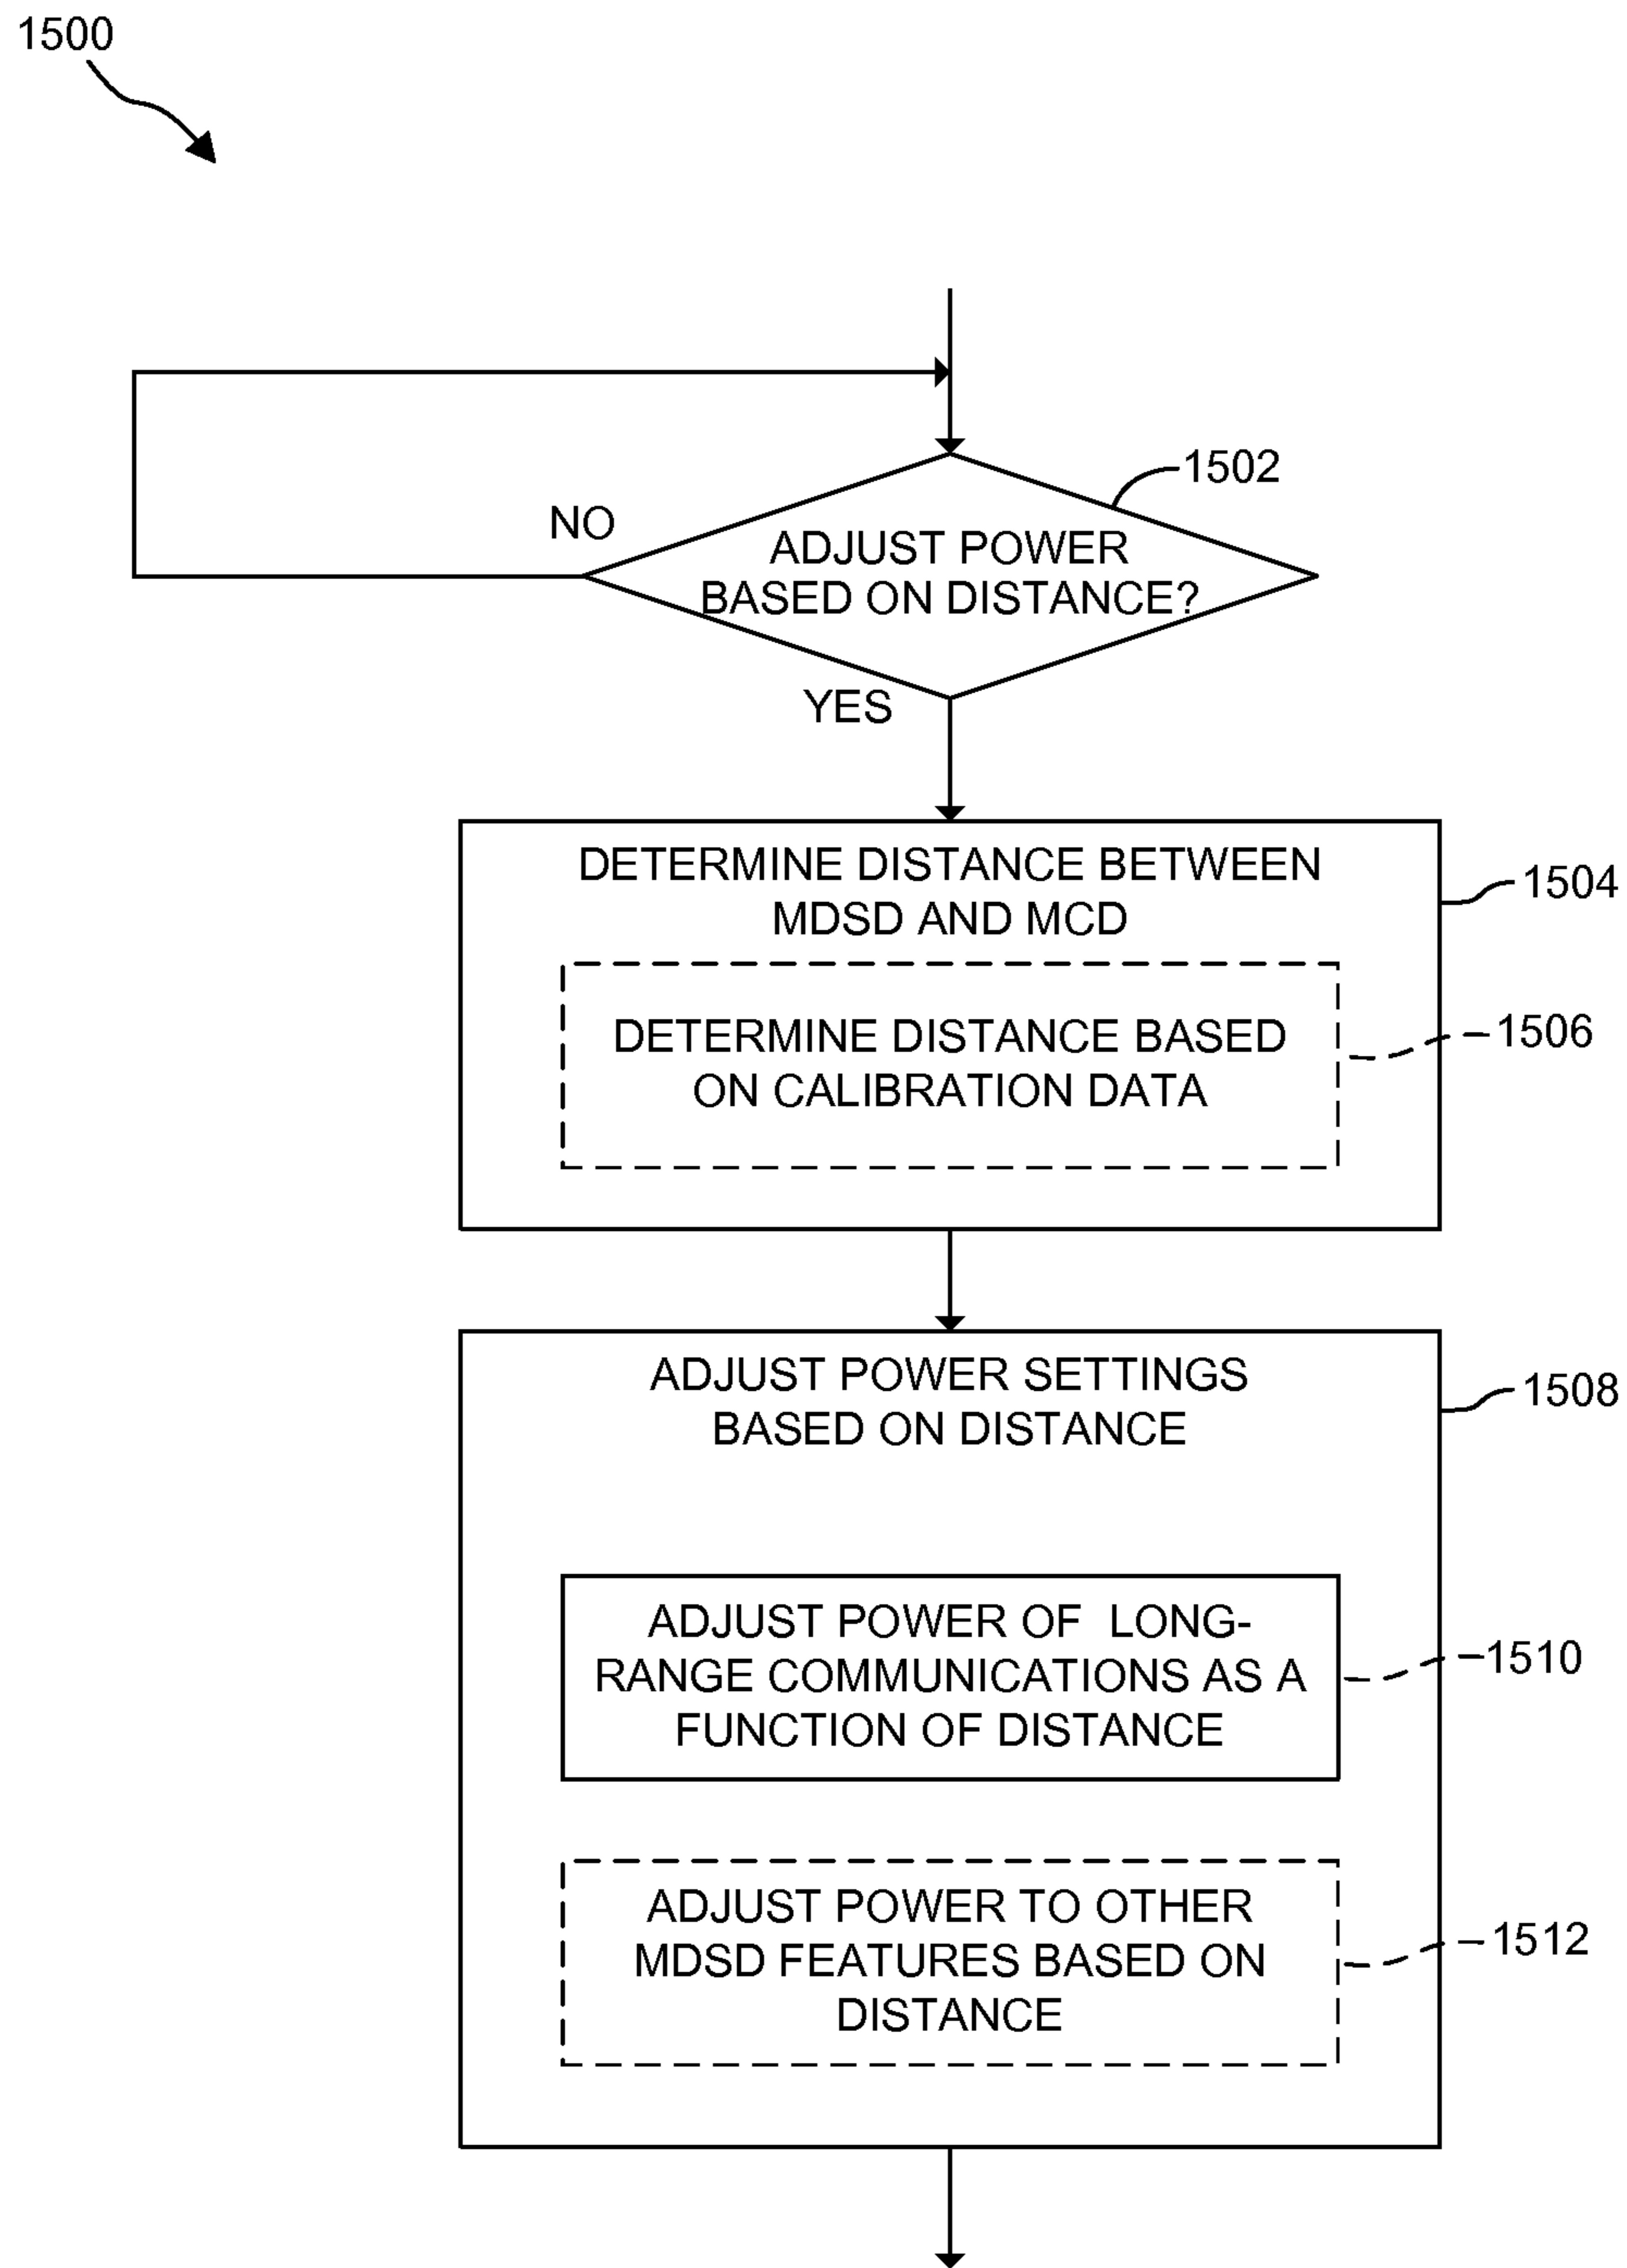 1500
1502
NO
ADJUST POWER
BASED ON DISTANCE?
YES
DETERMINE DISTANCE BETWEEN
MDSD AND MCD
1504
DETERMINE DISTANCE BASED
ON CALIBRATION DATA
1506
ADJUST POWER SETTINGS
BASED ON DISTANCE
1508
ADJUST POWER OF LONG-
RANGE COMMUNICATIONS AS A
FUNCTION OF DISTANCE
1510
ADJUST POWER TO OTHER
MDSD FEATURES BASED ON
DISTANCE
1512